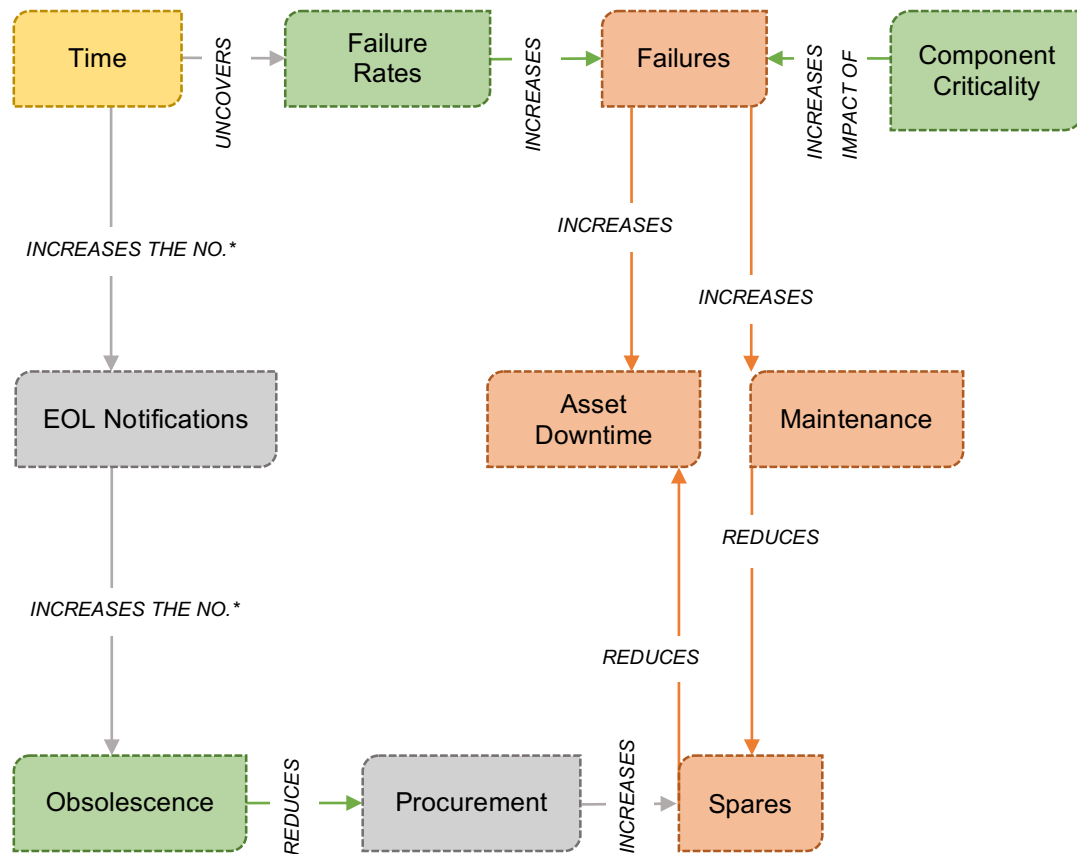 Time
UNCOVERS
Failure
Rates
INCREASES
Failures
INCREASES
IMPACT OF
Component
Criticality
INCREASES
INCREASES THE NO.*
INCREASES
EOL Notifications
Asset
Downtime
Maintenance
REDUCES
INCREASES THE NO.*
REDUCES
Obsolescence
REDUCES
Procurement
INCREASES
Spares